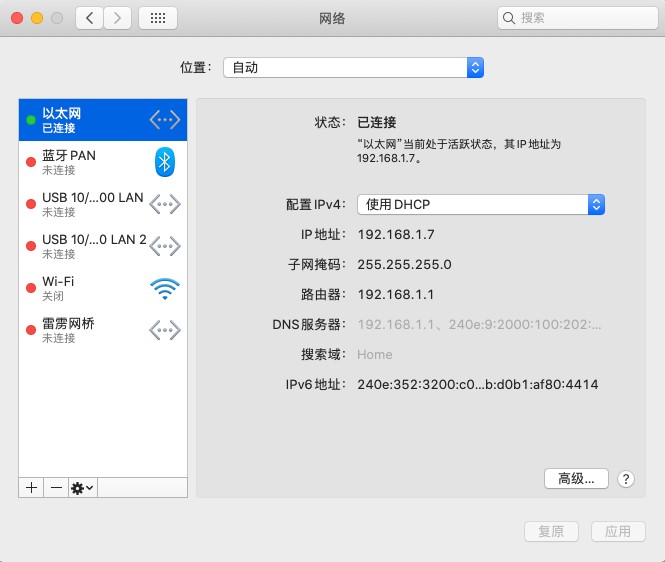 网络
搜索
位置： 自动
以太网
已连接
蓝牙 PAN
未连接
USB 10/...00 LAN
未连接
USB 10/...0 LAN 2
未连接
Wi-Fi
关闭
雷雳网桥
未连接
状态： 已连接
“以太网”当前处于活跃状态，其 IP 地址为
192.168.1.7。
配置 IPv4： 使用 DHCP
IP 地址： 192.168.1.7
子网掩码： 255.255.255.0
路由器： 192.168.1.1
DNS 服务器： 192.168.1.1、240e:9:2000:100:202:...
搜索域： Home
IPv6 地址： 240e:352:3200:c0...b:d0b1:af80:4414
高级... ?
复原 应用